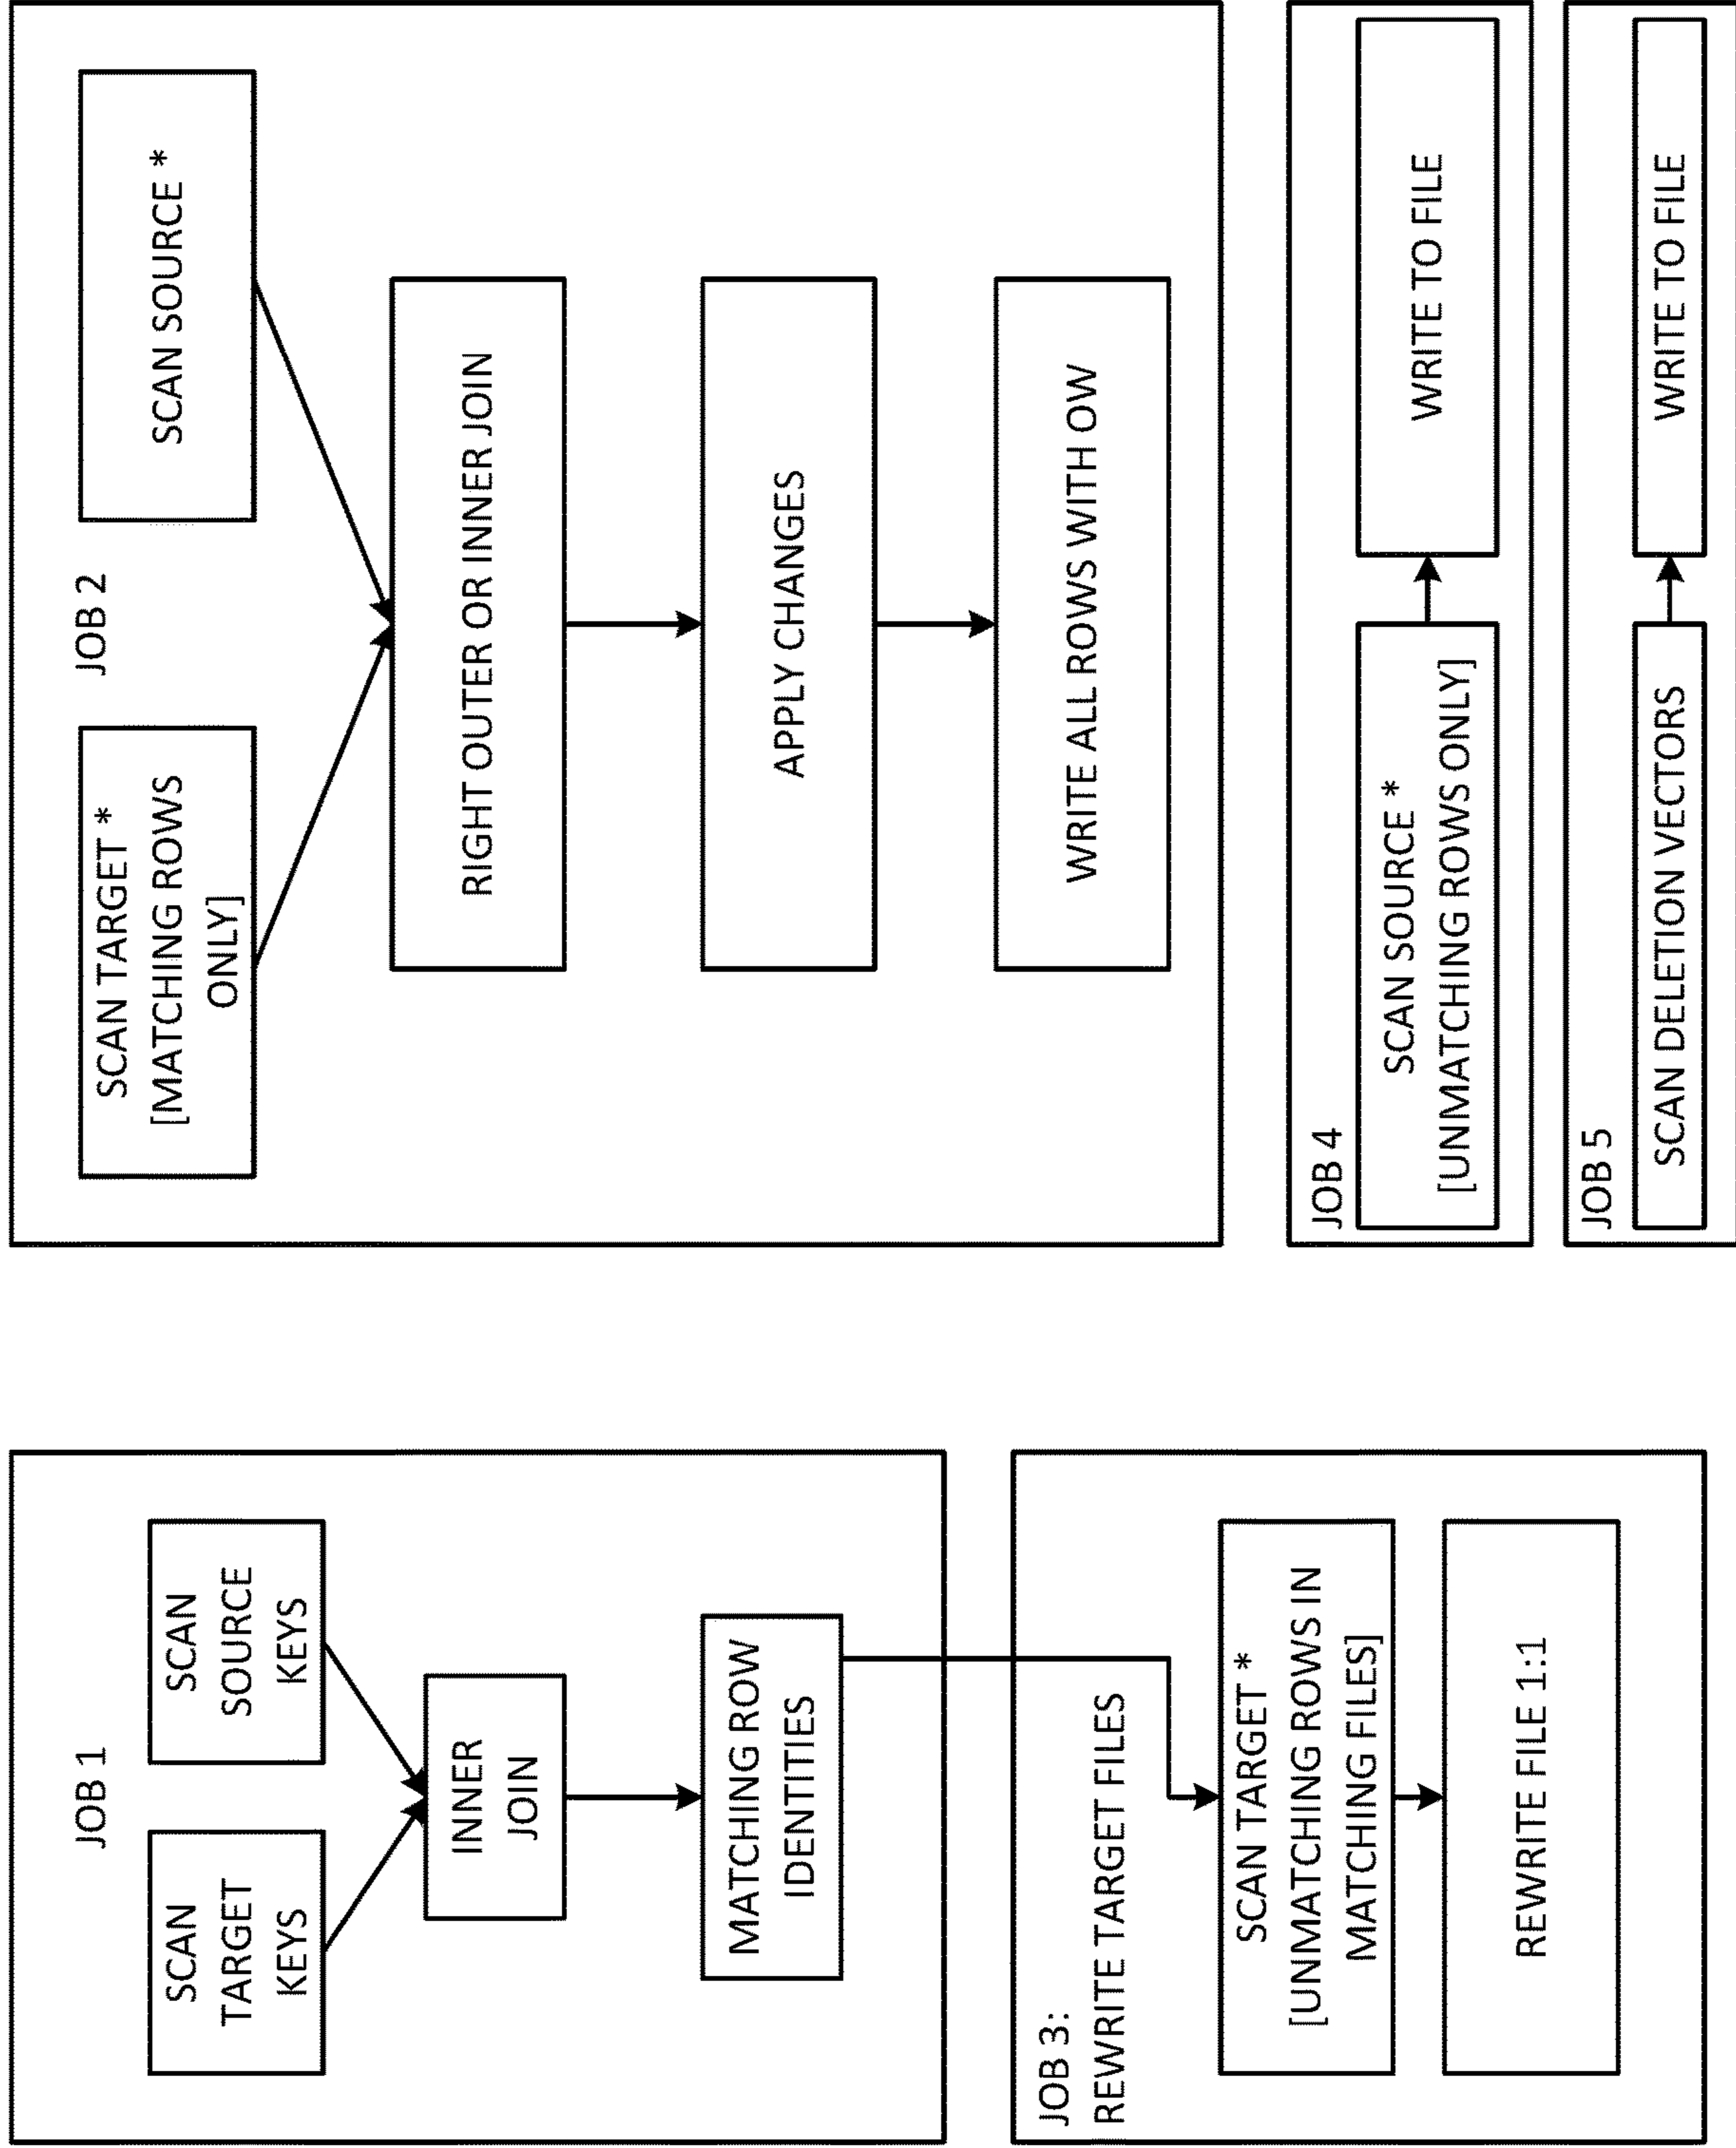 JOB 1
SCAN
TARGET
KEYS
SCAN
SOURCE
KEYS
INNER
JOIN
MATCHING ROW
IDENTITIES
JOB 3:
REWRITE TARGET FILES
SCAN TARGET *
[UNMATCHING ROWS IN
MATCHING FILES]
REWRITE FILE 1:1
JOB 2
SCAN TARGET *
[MATCHING ROWS
ONLY]
SCAN SOURCE *
RIGHT OUTER OR INNER JOIN
APPLY CHANGES
WRITE ALL ROWS WITH OW
JOB 4
SCAN SOURCE *
[UNMATCHING ROWS ONLY]
WRITE TO FILE
JOB 5
SCAN DELETION VECTORS
WRITE TO FILE